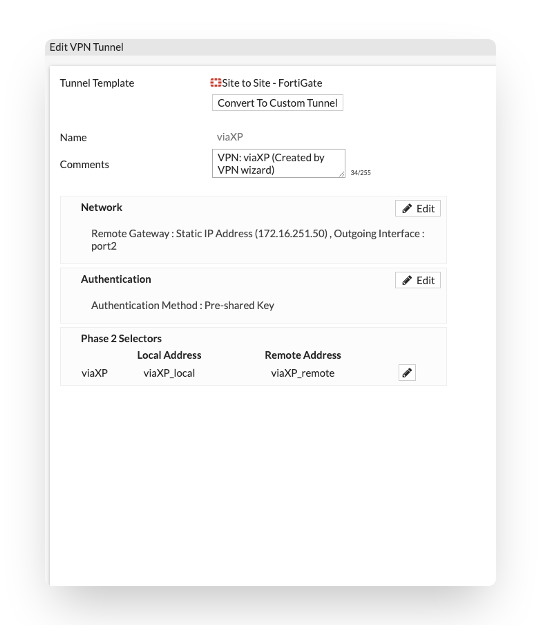 Edit VPN Tunnel
Tunnel Template
Site to Site - FortiGate
Convert To Custom Tunnel
Name
viaXP
Comments
VPN: viaXP (Created by
VPN wizard)
34/255
Network
Edit
Remote Gateway : Static IP Address (172.16.251.50) , Outgoing Interface :
port2
Authentication
Edit
Authentication Method : Pre-shared Key
Phase 2 Selectors
Local Address
Remote Address
viaXP
viaXP_local
viaXP_remote